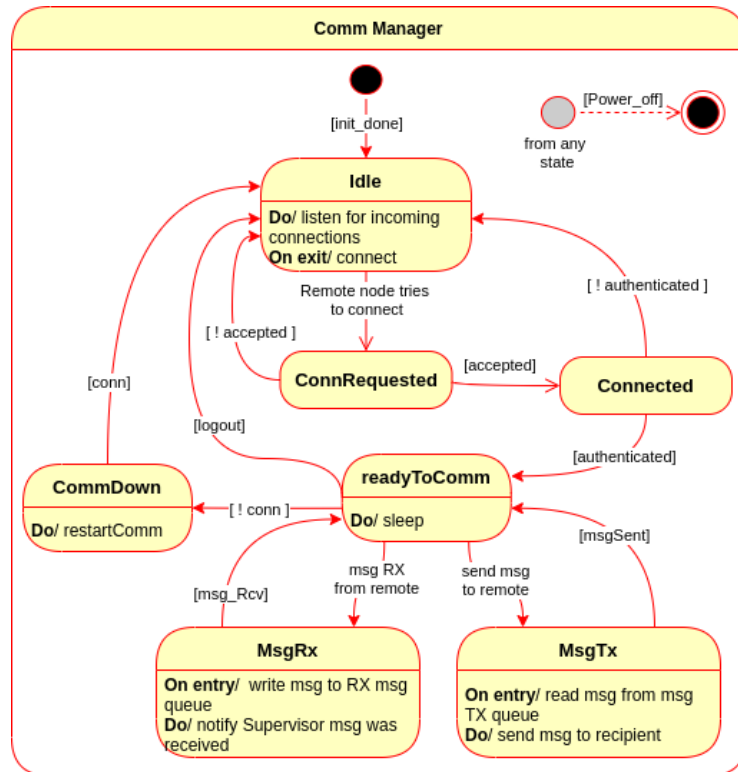 Comm Manager
[init_done]
[Power_off]
from any
state
Idle
Do/ listen for incoming
connections
On exit/ connect
Remote node tries
to connect
[ ! accepted ]
[ ! authenticated ]
ConnRequested
[accepted]
Connected
[conn]
[logout]
[authenticated]
CommDown
Do/ restartComm
[ ! conn ]
readyToComm
Do/ sleep
[msg_Rcv]
msg RX
from remote
send msg
to remote
[msgSent]
MsgRx
On entry/ write msg to RX msg
queue
Do/ notify Supervisor msg was
received
MsgTx
On entry/ read msg from msg
TX queue
Do/ send msg to recipient